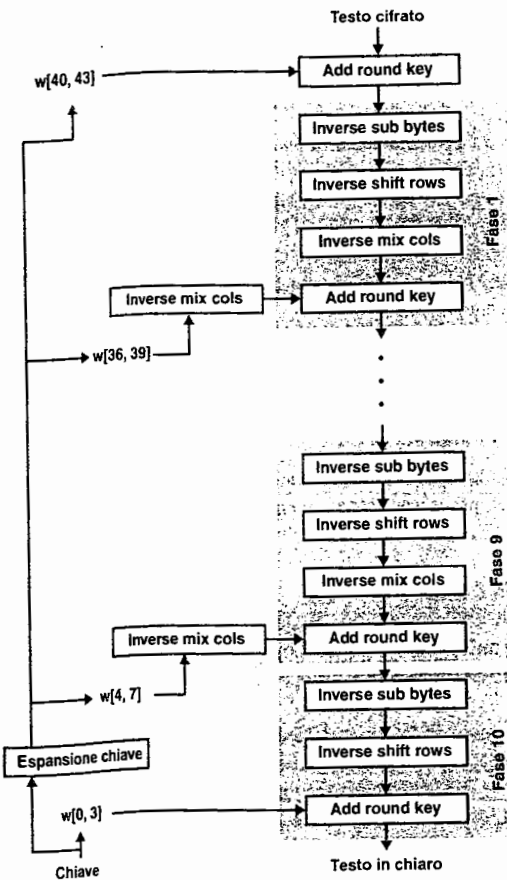 Testo cifrato
w[40, 43]
Add round key
Inverse sub bytes
Inverse shift rows
Inverse mix cols
Fase 1
Inverse mix cols
Add round key
w[36, 39]
Inverse sub bytes
Inverse shift rows
Inverse mix cols
Fase 9
Inverse mix cols
Add round key
w[4, 7]
Inverse sub bytes
Espansione chiave
Inverse shift rows
Fase 10
w[0, 3]
Add round key
Chiave
Testo in chiaro